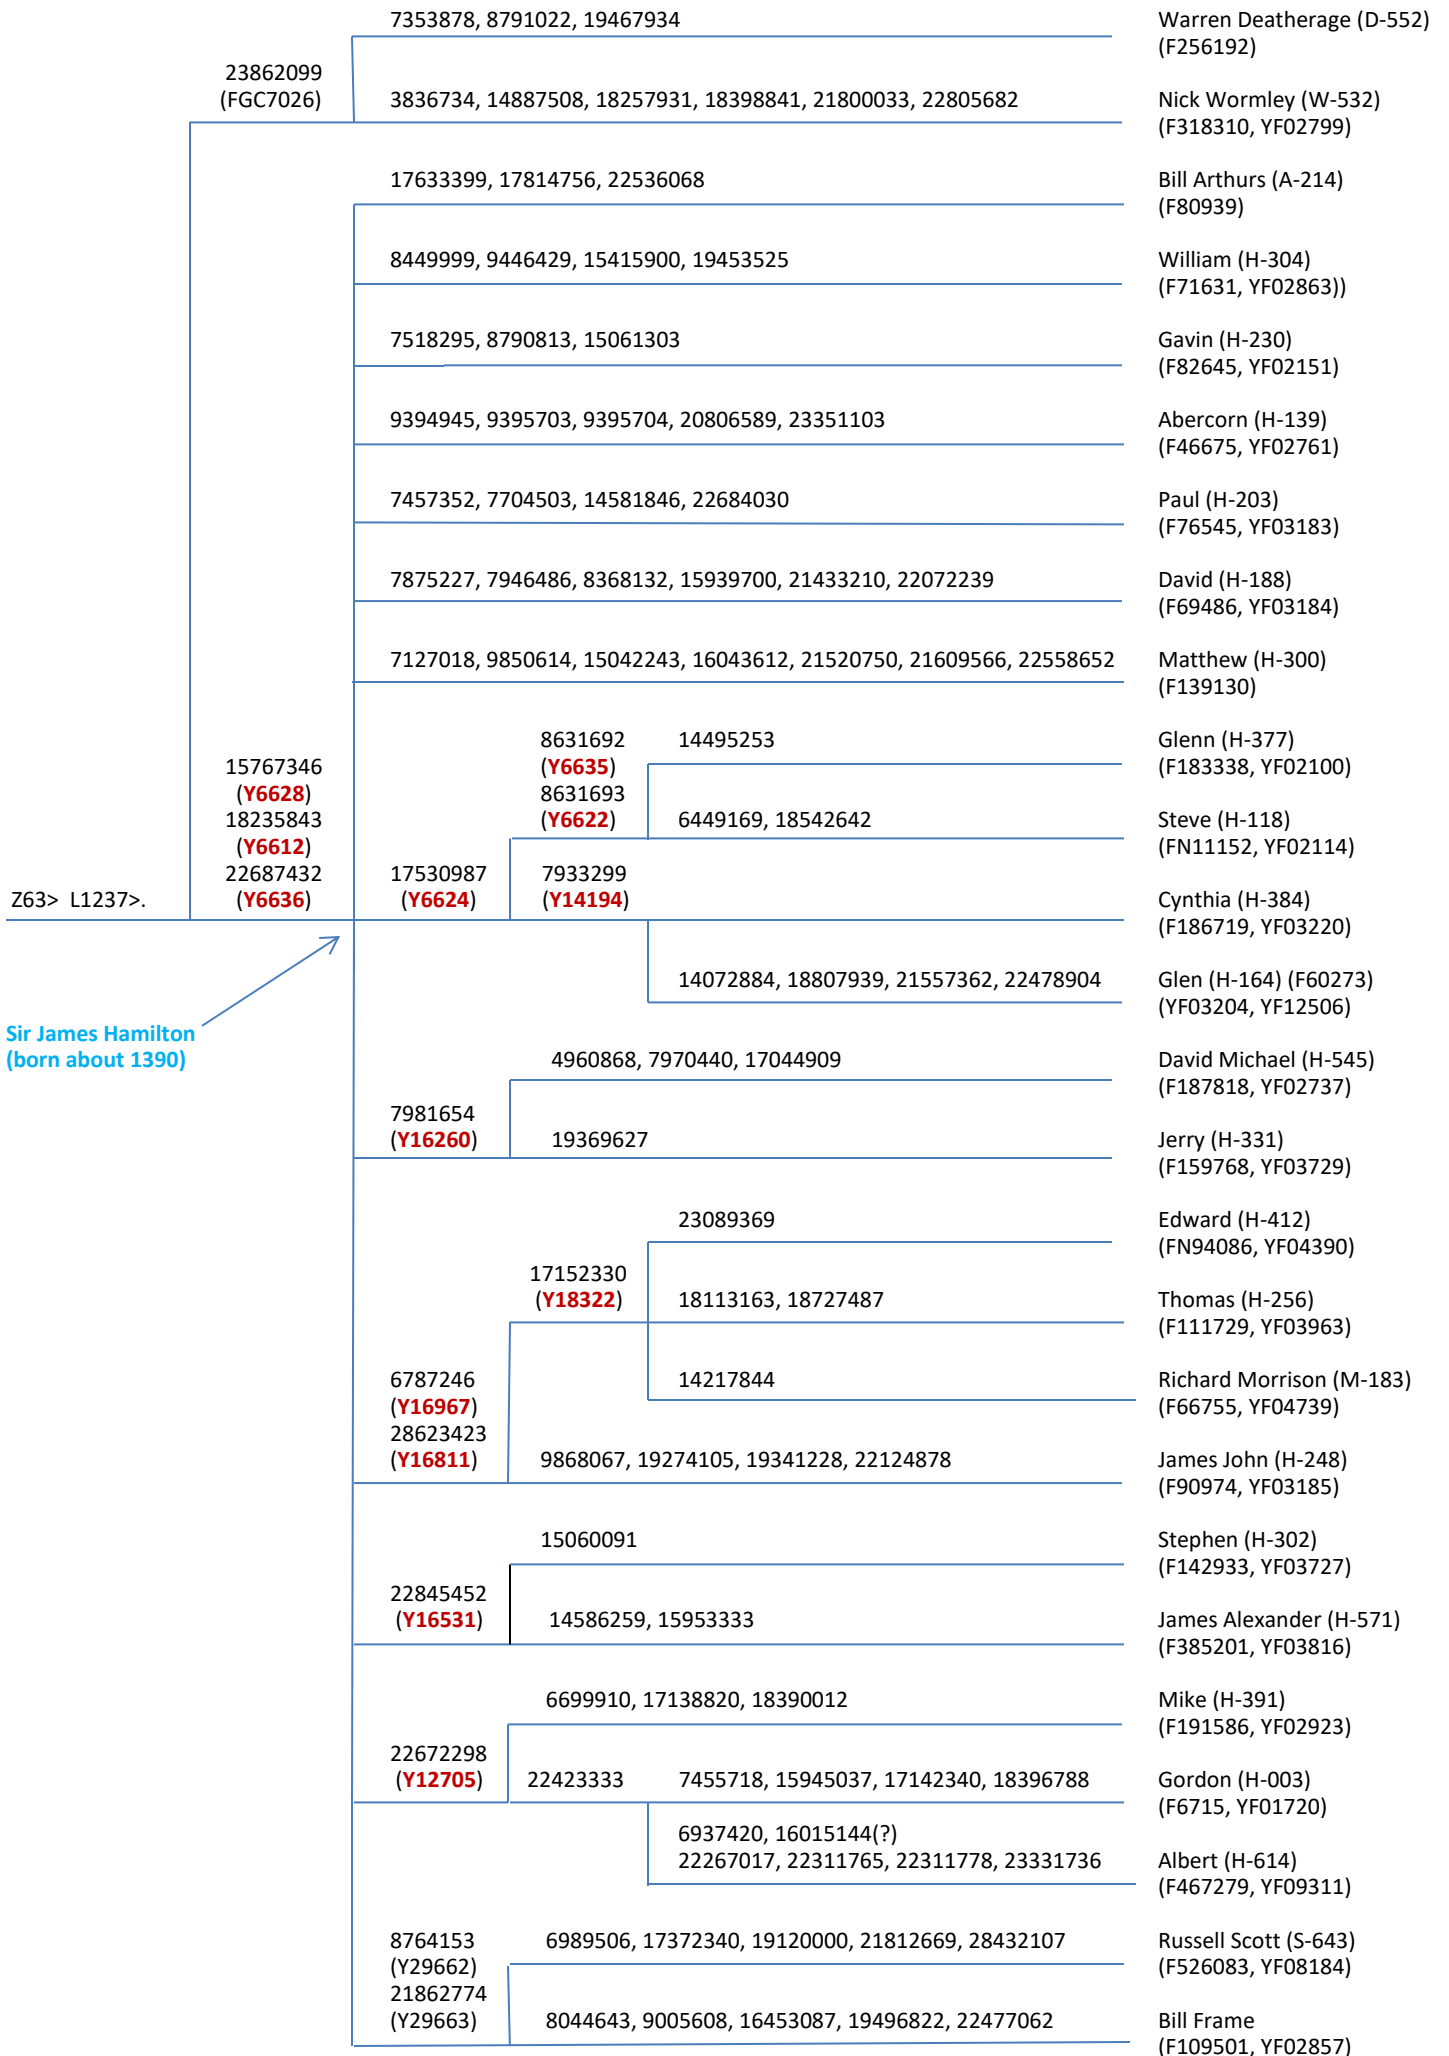 7353878, 8791022, 19467934
Warren Deatherage (D-552)
(F256192)
23862099
(FGC7026)
3836734, 14887508, 18257931, 18398841, 21800033, 22805682
Nick Wormley (W-532)
(F318310, YF02799)
17633399, 17814756, 22536068
Bill Arthurs (A-214)
(F80939)
8449999, 9446429, 15415900, 19453525
William (H-304)
(F71631, YF02863))
7518295, 8790813, 15061303
Gavin (H-230)
(F82645, YF02151)
9394945, 9395703, 9395704, 20806589, 23351103
Abercorn (H-139)
(F46675, YF02761)
7457352, 7704503, 14581846, 22684030
Paul (H-203)
(F76545, YF03183)
7875227, 7946486, 8368132, 15939700, 21433210, 22072239
David (H-188)
(F69486, YF03184)
7127018, 9850614, 15042243, 16043612, 21520750, 21609566, 22558652
Matthew (H-300)
(F139130)
8631692
(Y6635)
8631693
(Y6622)
14495253
Glenn (H-377)
(F183338, YF02100)
15767346
(Y6628)
18235843
(Y6612)
22687432
(Y6636)
6449169, 18542642
Steve (H-118)
(FN11152, YF02114)
Z63> L1237>.
17530987
(Y6624)
7933299
(Y14194)
Cynthia (H-384)
(F186719, YF03220)
14072884, 18807939, 21557362, 22478904
Glen (H-164) (F60273)
(YF03204, YF12506)
Sir James Hamilton
(born about 1390)
4960868, 7970440, 17044909
David Michael (H-545)
(F187818, YF02737)
7981654
(Y16260)
19369627
Jerry (H-331)
(F159768, YF03729)
23089369
Edward (H-412)
(FN94086, YF04390)
17152330
(Y18322)
18113163, 18727487
Thomas (H-256)
(F111729, YF03963)
14217844
Richard Morrison (M-183)
(F66755, YF04739)
6787246
(Y16967)
28623423
(Y16811)
9868067, 19274105, 19341228, 22124878
James John (H-248)
(F90974, YF03185)
15060091
Stephen (H-302)
(F142933, YF03727)
22845452
(Y16531)
14586259, 15953333
James Alexander (H-571)
(F385201, YF03816)
6699910, 17138820, 18390012
Mike (H-391)
(F191586, YF02923)
22672298
(Y12705)
22423333
7455718, 15945037, 17142340, 18396788
Gordon (H-003)
(F6715, YF01720)
6937420, 16015144(?)
22267017, 22311765, 22311778, 23331736
Albert (H-614)
(F467279, YF09311)
8764153
(Y29662)
21862774
(Y29663)
6989506, 17372340, 19120000, 21812669, 28432107
Russell Scott (S-643)
(F526083, YF08184)
8044643, 9005608, 16453087, 19496822, 22477062
Bill Frame
(F109501, YF02857)